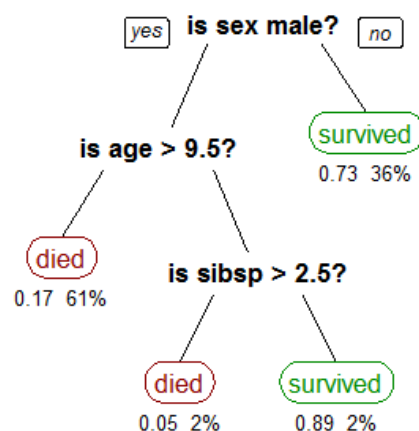 yes is sex male? no
is age > 9.5?
survived
0.73 36%
died
0.17 61%
is sibsp > 2.5?
died survived
0.05 2% 0.89 2%